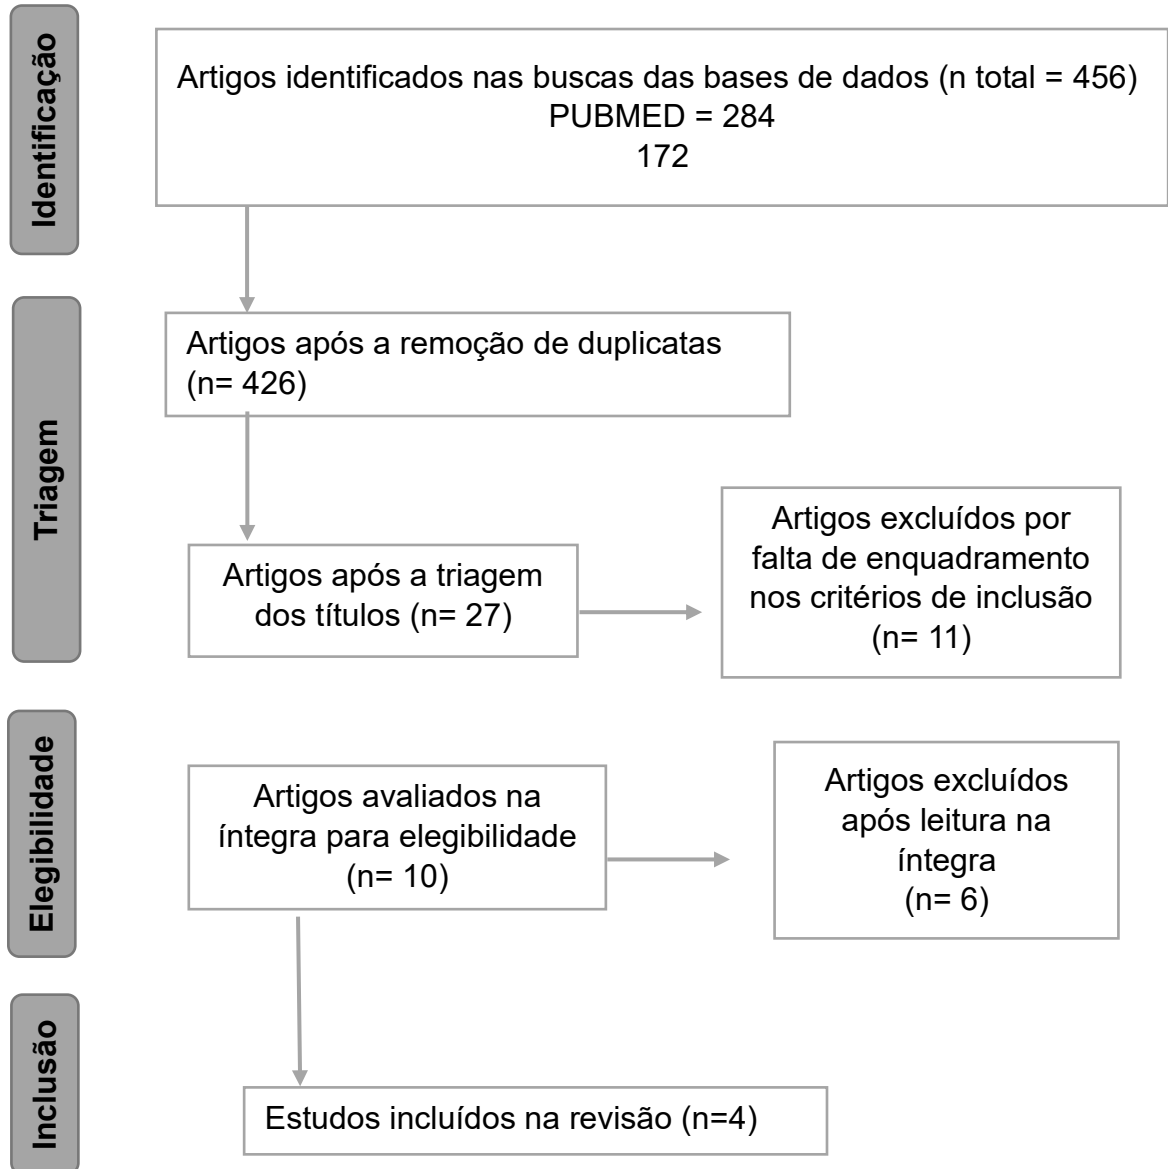 Identificação
Artigos identificados nas buscas das bases de dados (n total = 456)
PUBMED = 284
172
Triagem
Artigos após a remoção de duplicatas
(n= 426)
Artigos após a triagem
dos títulos (n= 27)
Artigos excluídos por
falta de enquadramento
nos critérios de inclusão
(n= 11)
Elegibilidade
Artigos avaliados na
íntegra para elegibilidade
(n= 10)
Artigos excluídos
após leitura na
íntegra
(n= 6)
Inclusão
Estudos incluídos na revisão (n=4)